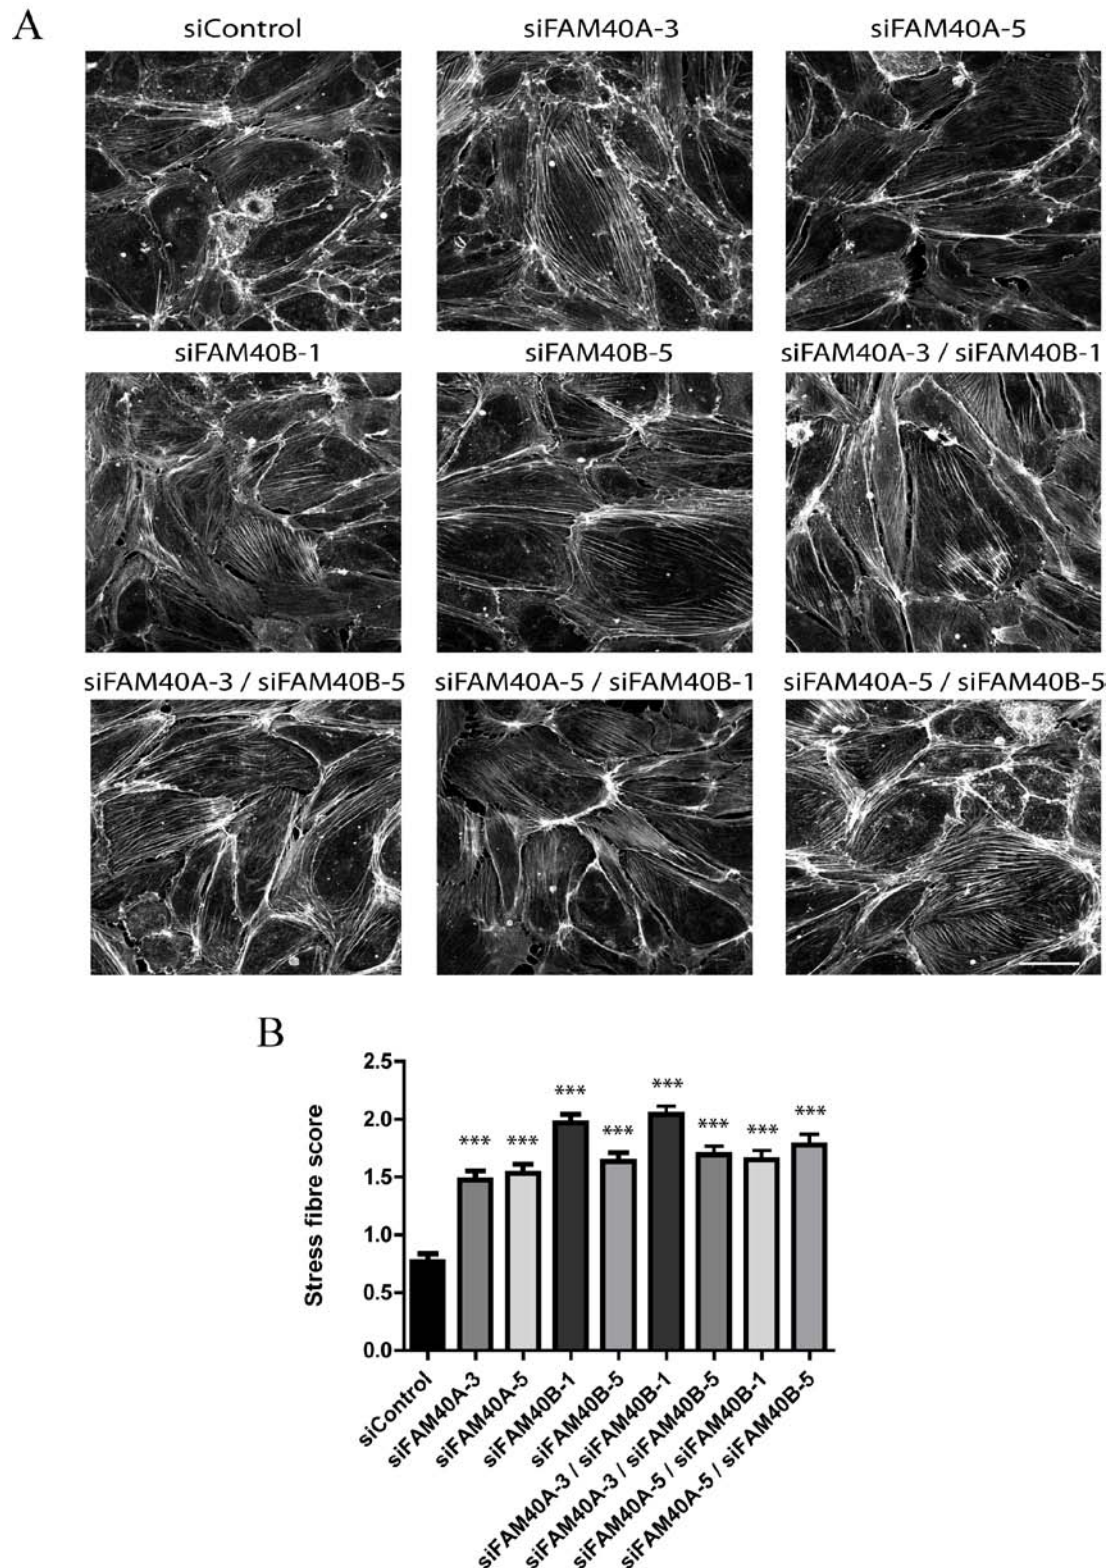 A
siControl siFAM40A-3 siFAM40A-5
siFAM40B-1 siFAM40B-5 siFAM40A-3 / siFAM40B-1
siFAM40A-3 / siFAM40B-5 siFAM40A-5 / siFAM40B-1 siFAM40A-5 / siFAM40B-5
B
Stress fibre score
2.5
2.0
1.5
1.0
0.5
0.0
*** *** *** *** *** *** *** ***
siControl
siFAM40A-3
siFAM40A-5
siFAM40B-1
siFAM40B-5
siFAM40A-3 / siFAM40B-1
siFAM40A-3 / siFAM40B-5
siFAM40A-5 / siFAM40B-1
siFAM40A-5 / siFAM40B-5